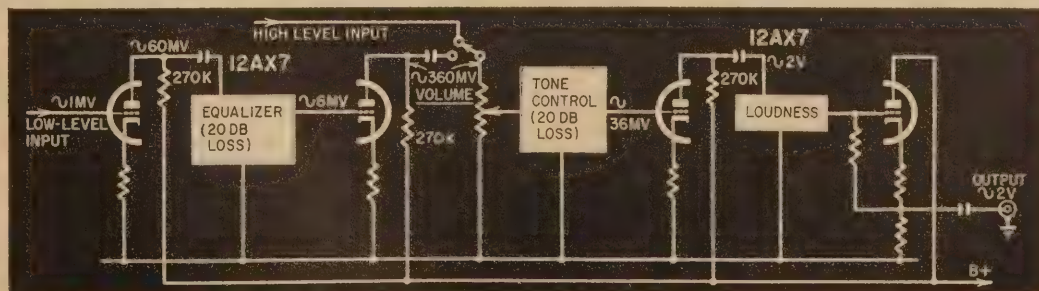 HIGH LEVEL INPUT
∿60MV
12AX7
270K
∿1MV
LOW-LEVEL
INPUT
EQUALIZER
(20 DB
LOSS)
∿6MV
∿360MV
VOLUME
270K
TONE
CONTROL
(20 DB
LOSS)
∿
36MV
12AX7
∿2V
270K
LOUDNESS
OUTPUT
∿2V
B+